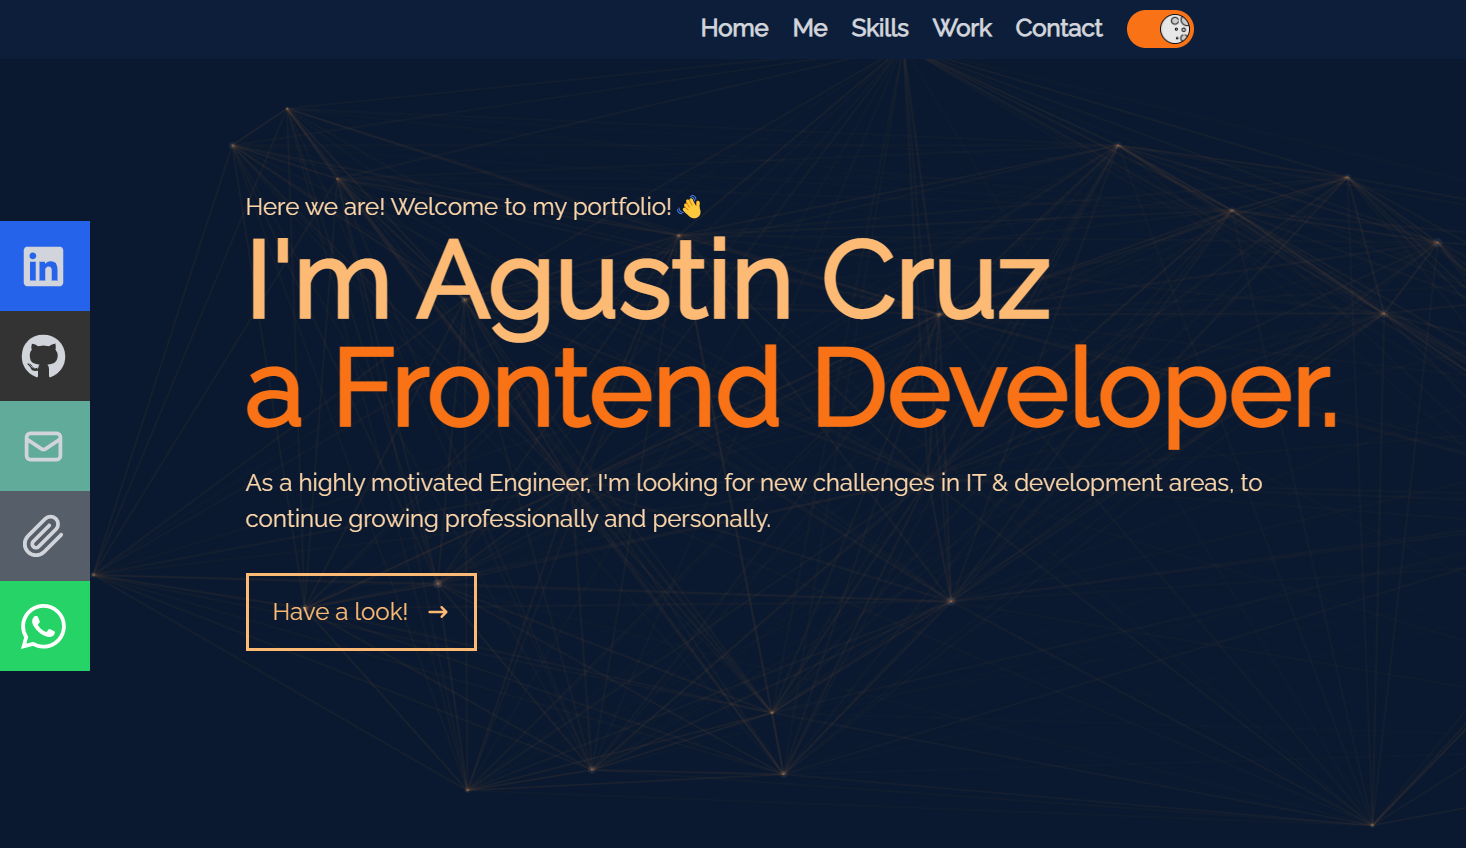 Home Me Skills Work Contact
Here we are! Welcome to my portfolio! 👋
I'm Agustin Cruz
a Frontend Developer.
As a highly motivated Engineer, I'm looking for new challenges in IT & development areas, to
continue growing professionally and personally.
Have a look! →
in